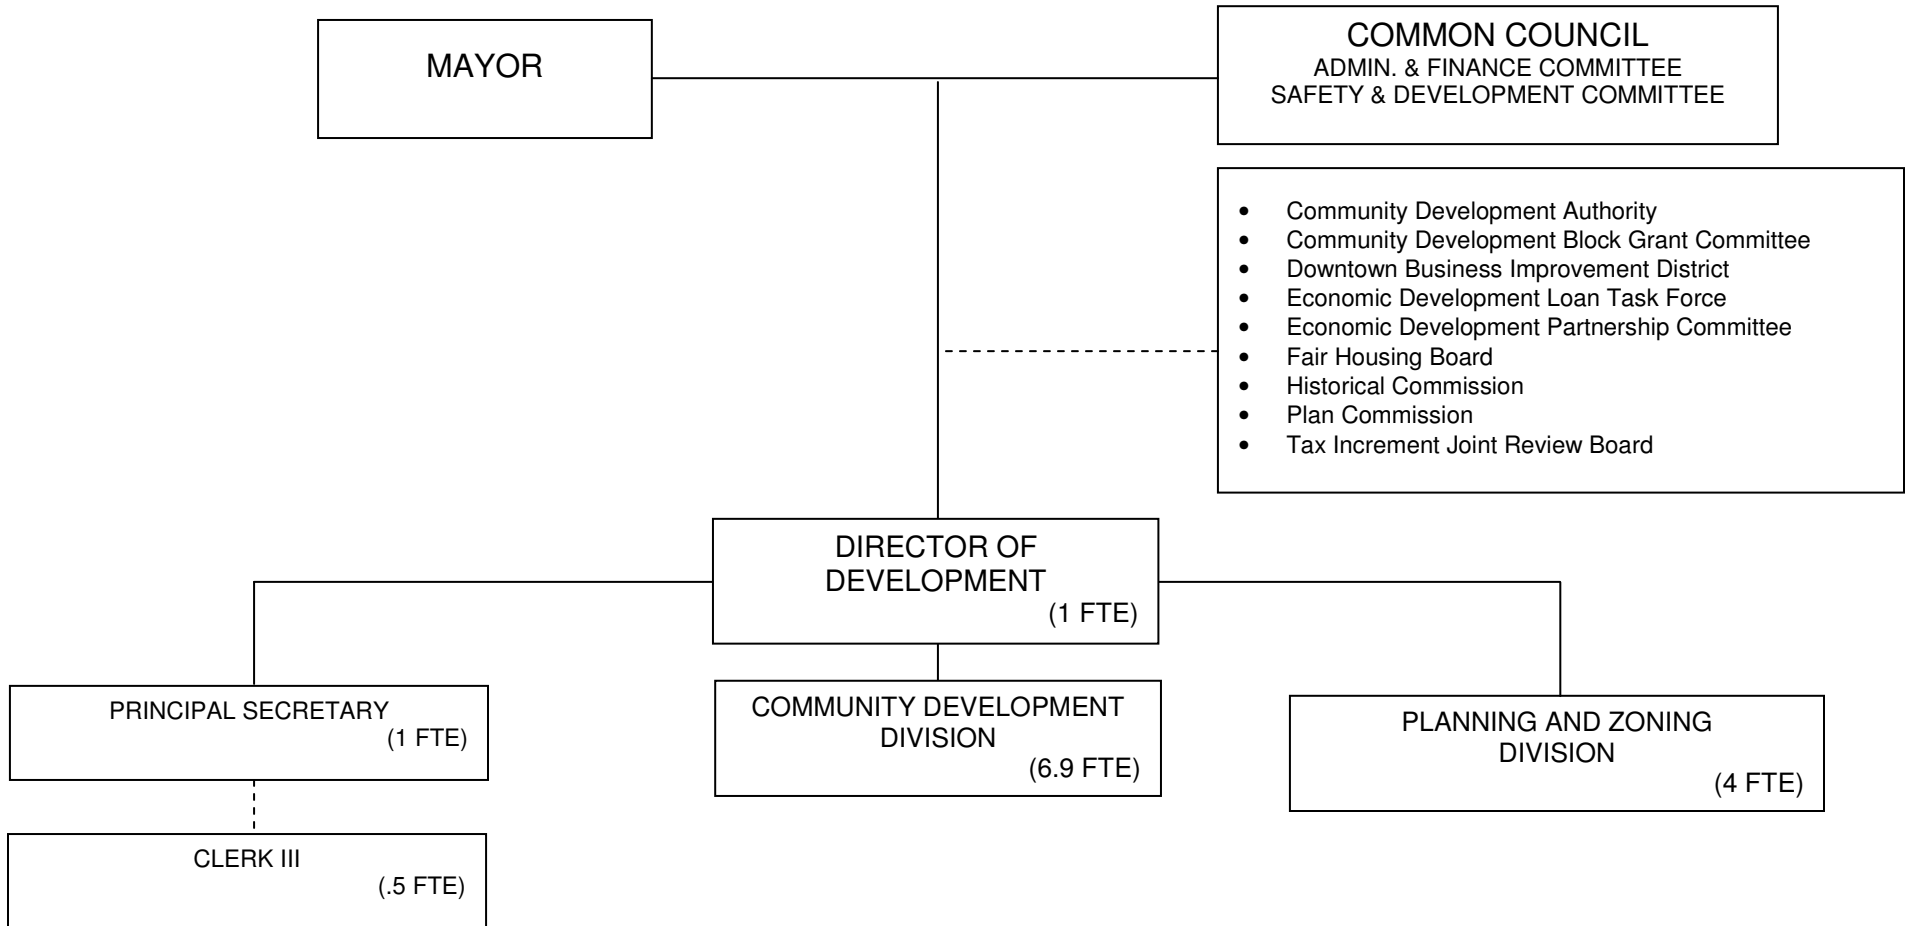 MAYOR
COMMON COUNCIL
ADMIN. & FINANCE COMMITTEE
SAFETY & DEVELOPMENT COMMITTEE
• Community Development Authority
• Community Development Block Grant Committee
• Downtown Business Improvement District
• Economic Development Loan Task Force
• Economic Development Partnership Committee
• Fair Housing Board
• Historical Commission
• Plan Commission
• Tax Increment Joint Review Board
DIRECTOR OF
DEVELOPMENT
(1 FTE)
PRINCIPAL SECRETARY
(1 FTE)
COMMUNITY DEVELOPMENT
DIVISION
(6.9 FTE)
PLANNING AND ZONING
DIVISION
(4 FTE)
CLERK III
(.5 FTE)